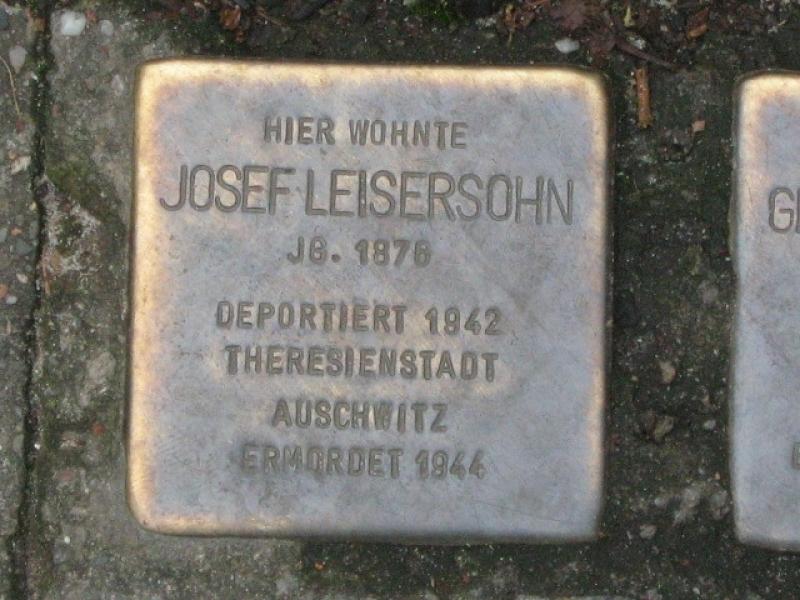 HIER WOHNTE
JOSEF LEISERSOHN
JG. 1876
DEPORTIERT 1942
THERESIENSTADT
AUSCHWITZ
ERMORDET 1944